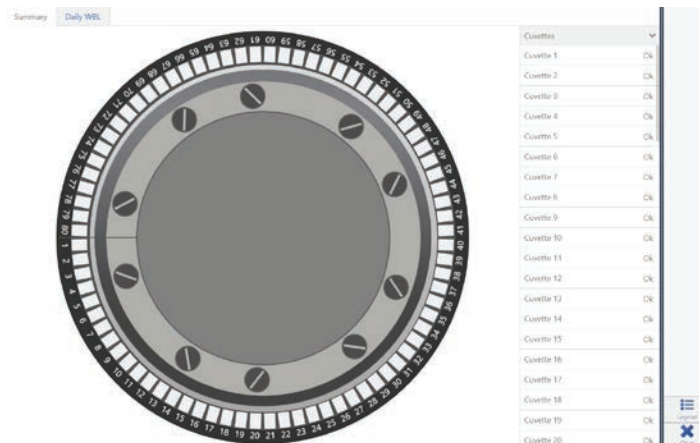 Summary Daily WBL
Cuvettes
Cuvette 1 Ok
Cuvette 2 Ok
Cuvette 3 Ok
Cuvette 4 Ok
Cuvette 5 Ok
Cuvette 6 Ok
Cuvette 7 Ok
Cuvette 8 Ok
Cuvette 9 Ok
Cuvette 10 Ok
Cuvette 11 Ok
Cuvette 12 Ok
Cuvette 13 Ok
Cuvette 14 Ok
Cuvette 15 Ok
Cuvette 16 Ok
Cuvette 17 Ok
Cuvette 18 Ok
Cuvette 19 Ok
Cuvette 20 Ok
1 2 3 4 5 6 7 8 9 10 11 12 13 14 15 16 17 18 19 20 21 22 23 24 25 26 27 28 29 30 31 32 33 34 35 36 37 38 39 40 41 42 43 44 45 46 47 48 49 50 51 52 53 54 55 56 57 58 59 60 61 62 63 64 65 66 67 68 69 70 71 72 73 74 75 76 77 78 79 80
Legend